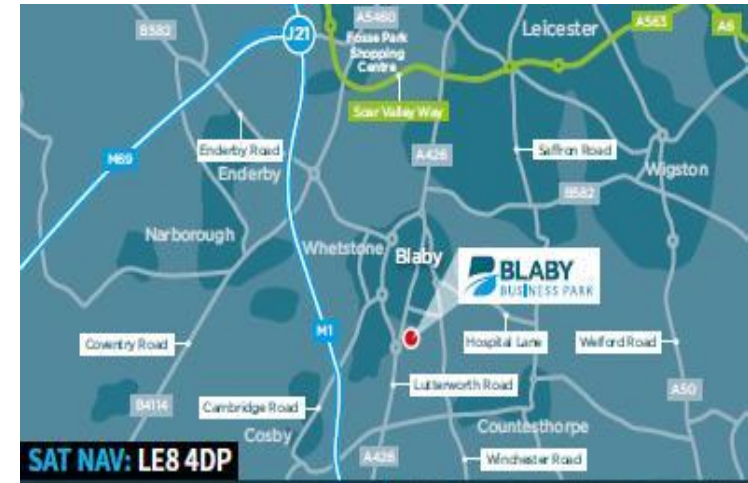 A5460
B582
J21
Fosse Park
Shopping
Centre
Leicester
A563
A6
Soar Valley Way
M69
Enderby Road
Enderby
A426
Saffron Road
Wigston
B582
Narborough
Whetstone
Blaby
BLABY
BUSINESS PARK
M1
Coventry Road
Hospital Lane
Welford Road
Lutterworth Road
A50
B4114
Cambridge Road
Cosby
Countesthorpe
A426
Winchester Road
SAT NAV: LE8 4DP